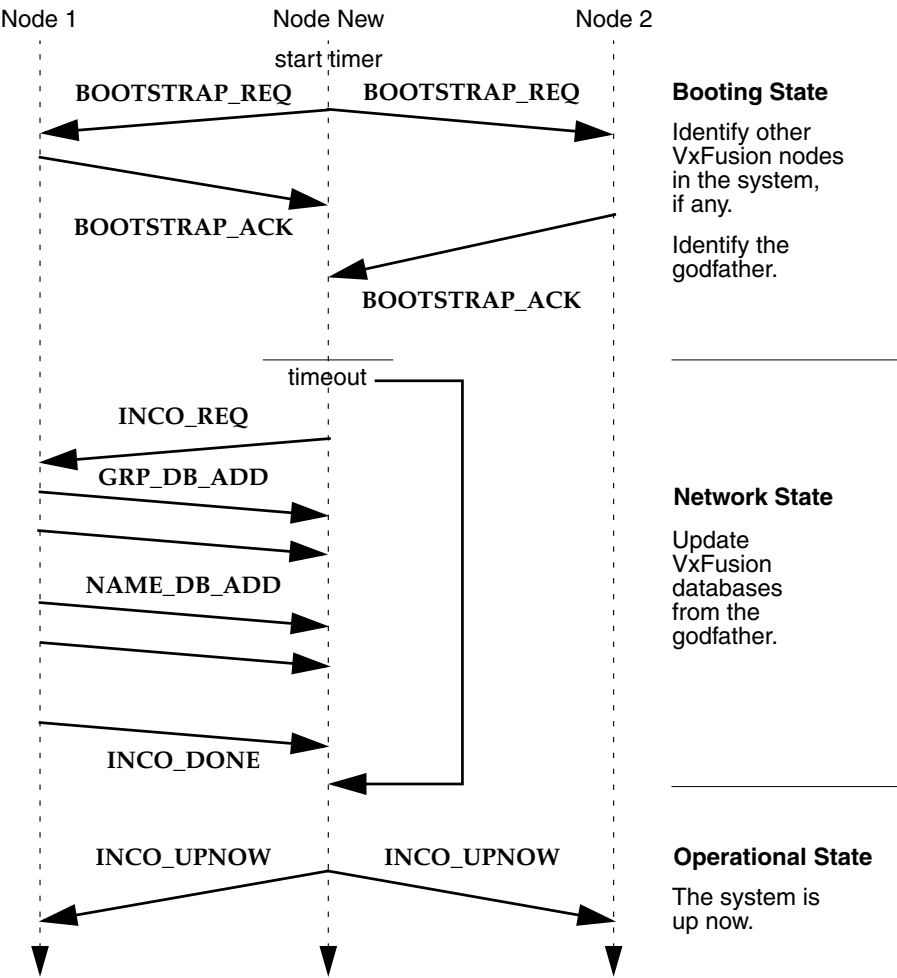 Node 1
Node New
Node 2
start timer
BOOTSTRAP_REQ
BOOTSTRAP_REQ
BOOTSTRAP_ACK
BOOTSTRAP_ACK
Booting State
Identify other
VxFusion nodes
in the system,
if any.
Identify the
godfather.
timeout
INCO_REQ
GRP_DB_ADD
NAME_DB_ADD
INCO_DONE
Network State
Update
VxFusion
databases
from the
godfather.
INCO_UPNOW
INCO_UPNOW
Operational State
The system is
up now.